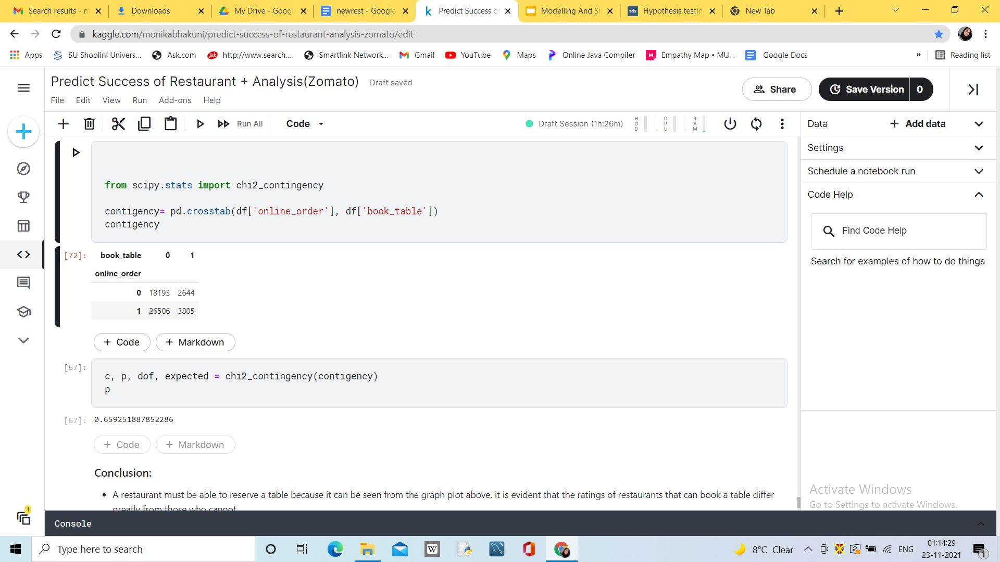 Search results - m
Downloads
My Drive - Googl
newrest - Google
Predict Success o
Modelling And Si
tds
Hypothesis testin
New Tab
kaggle.com/monikabhakuni/predict-success-of-restaurant-analysis-zomato/edit
Apps
SU Shoolini Univers...
Ask.com
http://www.search....
Smartlink Network...
Gmail
YouTube
Maps
Online Java Compiler
Empathy Map • MU...
Google Docs
»
Reading list
Predict Success of Restaurant + Analysis(Zomato)
Draft saved
File Edit View Run Add-ons Help
Share
Save Version 0
Run All
Code
Draft Session (1h:26m)
HDD
CPU
RAM
Data
+ Add data
Settings
Schedule a notebook run
Code Help
Find Code Help
Search for examples of how to do things
from scipy.stats import chi2_contingency
contigency= pd.crosstab(df['online_order'], df['book_table'])
contigency
[72]:
book_table 0 1
online_order
0 18193 2644
1 26506 3805
+ Code + Markdown
[67]:
c, p, dof, expected = chi2_contingency(contigency)
p
[67]: 0.659251887852286
+ Code + Markdown
Conclusion:
• A restaurant must be able to reserve a table because it can be seen from the graph plot above, it is evident that the ratings of restaurants that can book a table differ
greatly from those who cannot
Activate Windows
Go to Settings to activate Windows.
1
Console
Type here to search
W
8°C Clear
ENG
01:14:29
23-11-2021
1